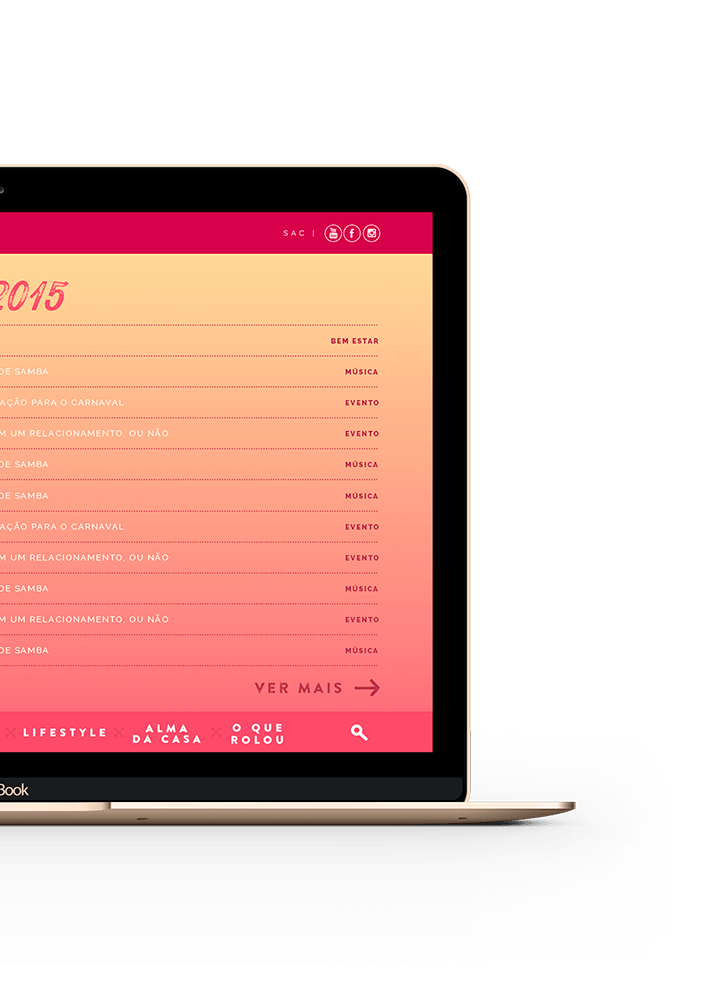 SAC |
2015
BEM ESTAR
DE SAMBA MÚSICA
AÇÃO PARA O CARNAVAL EVENTO
M UM RELACIONAMENTO, OU NÃO EVENTO
DE SAMBA MÚSICA
DE SAMBA MÚSICA
AÇÃO PARA O CARNAVAL EVENTO
M UM RELACIONAMENTO, OU NÃO EVENTO
DE SAMBA MÚSICA
M UM RELACIONAMENTO, OU NÃO EVENTO
DE SAMBA MÚSICA
VER MAIS
LIFESTYLE
ALMA
DA CASA
O QUE
ROLOU
Book